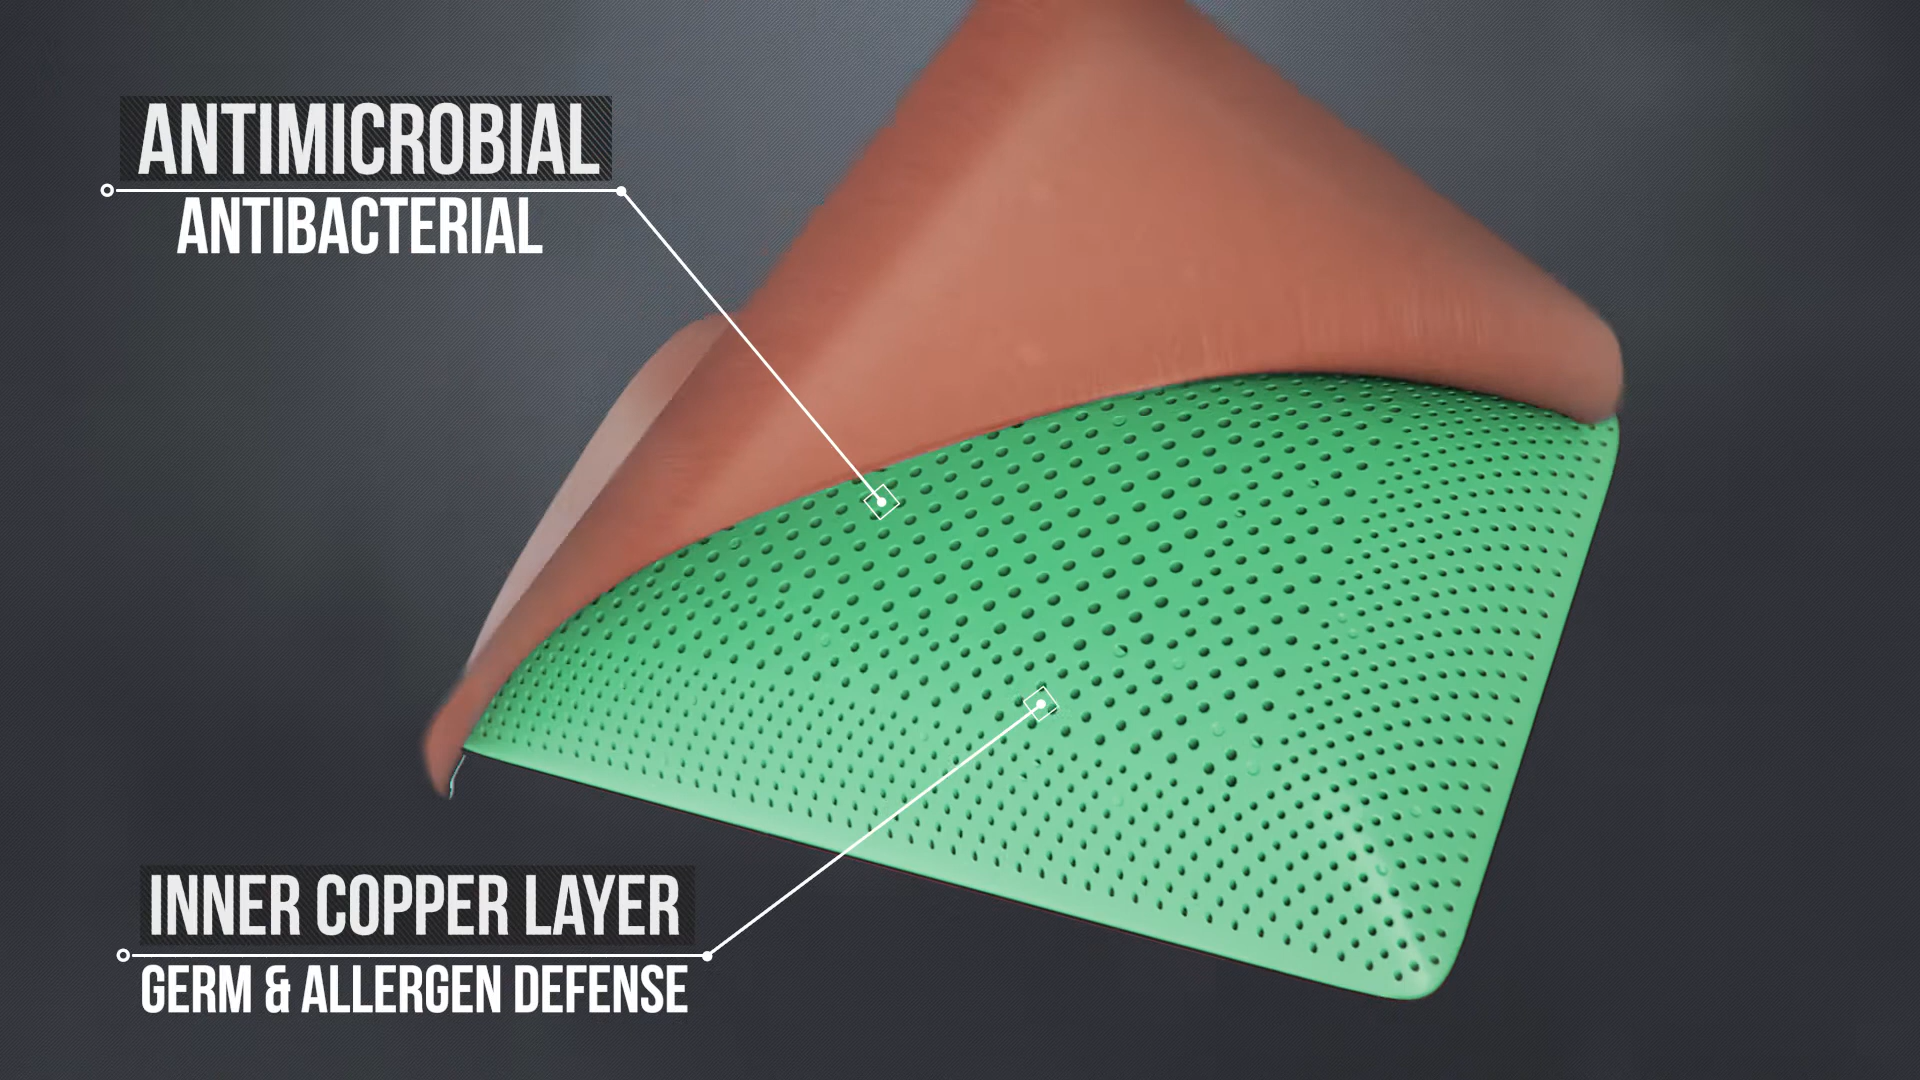 ANTIMICROBIAL
ANTIBACTERIAL
INNER COPPER LAYER
GERM & ALLERGEN DEFENSE